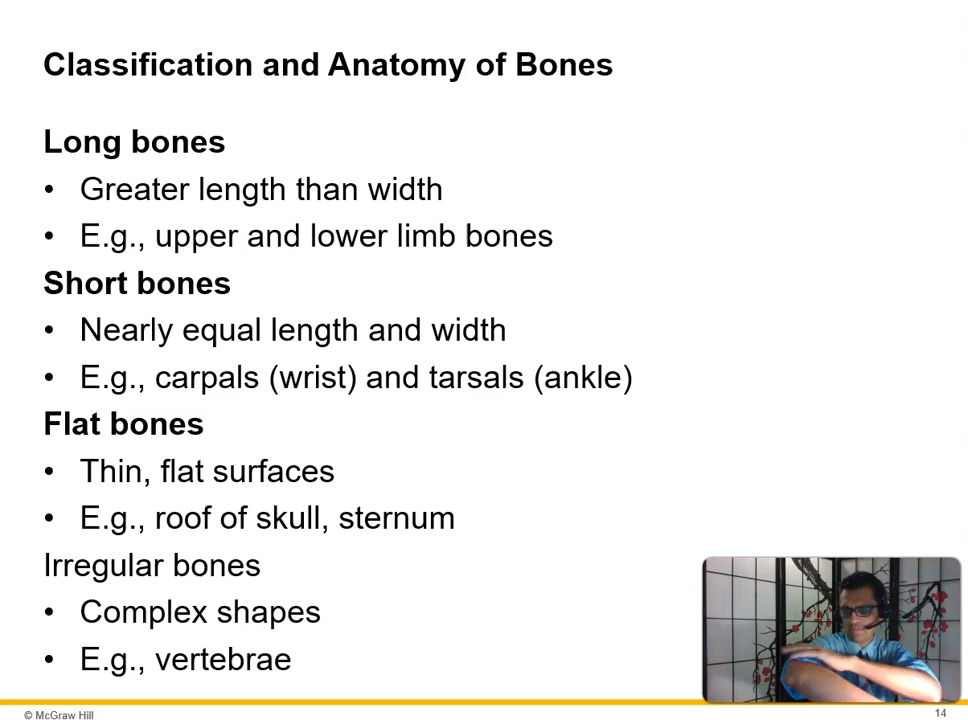 Classification and Anatomy of Bones
Long bones
• Greater length than width
• E.g., upper and lower limb bones
Short bones
• Nearly equal length and width
• E.g., carpals (wrist) and tarsals (ankle)
Flat bones
• Thin, flat surfaces
• E.g., roof of skull, sternum
Irregular bones
• Complex shapes
• E.g., vertebrae
© McGraw Hill
14